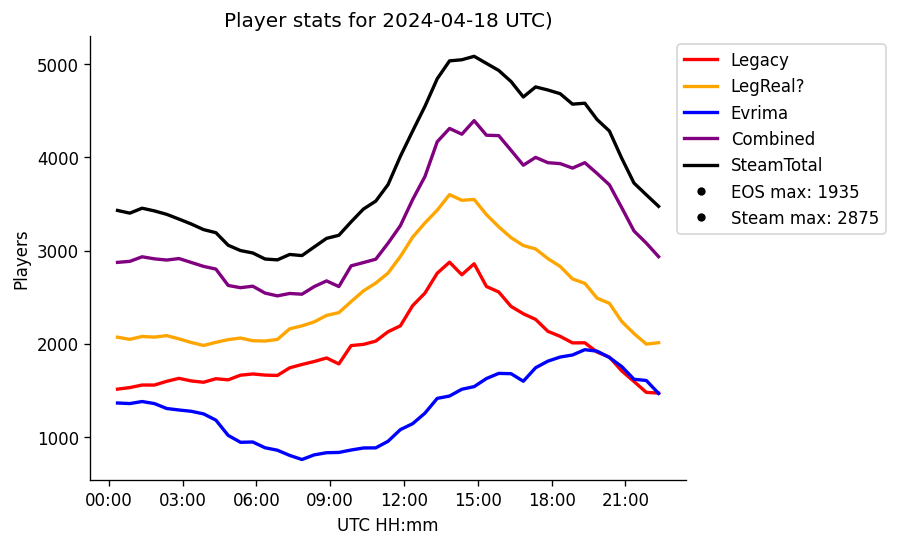 Player stats for 2024-04-18 UTC)
Legacy
LegReal?
Evrima
Combined
SteamTotal
EOS max: 1935
Steam max: 2875
Players
5000
4000
3000
2000
1000
00:00 03:00 06:00 09:00 12:00 15:00 18:00 21:00
UTC HH:mm